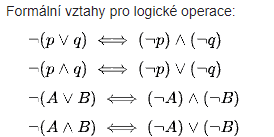 Formální vztahy pro logické operace:
¬(p ∨ q) ⟺ (¬p) ∧ (¬q)
¬(p ∧ q) ⟺ (¬p) ∨ (¬q)
¬(A ∨ B) ⟺ (¬A) ∧ (¬B)
¬(A ∧ B) ⟺ (¬A) ∨ (¬B)